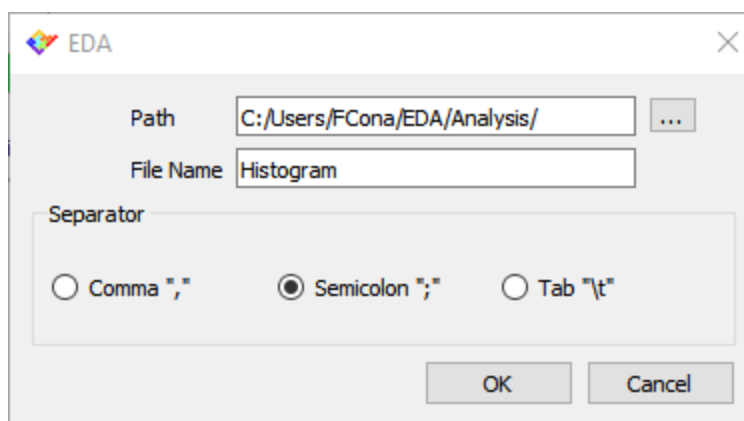 EDA
Path C:/Users/FCona/EDA/Analysis/ ...
File Name Histogram
Separator
Comma "," Semicolon ";" Tab "\t"
OK Cancel